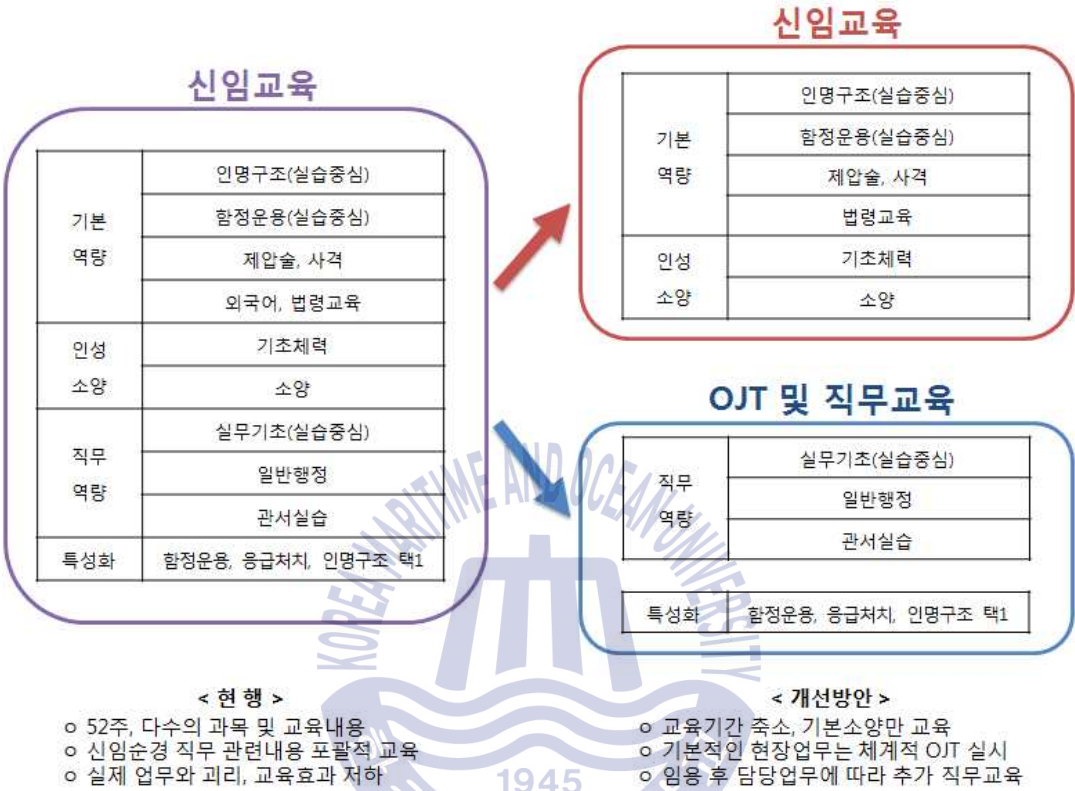 신임교육
기본
역량
인명구조(실습중심)
함정운용(실습중심)
제압술, 사격
외국어, 법령교육
인성
소양
기초체력
소양
직무
역량
실무기초(실습중심)
일반행정
관서실습
특성화 함정운용, 응급처치, 인명구조 택1
신임교육
기본
역량
인명구조(실습중심)
함정운용(실습중심)
제압술, 사격
법령교육
인성
소양
기초체력
소양
OJT 및 직무교육
직무
역량
실무기초(실습중심)
일반행정
관서실습
특성화 함정운용, 응급처치, 인명구조 택1
< 현 행 >
o 52주, 다수의 과목 및 교육내용
o 신임순경 직무 관련내용 포괄적 교육
o 실제 업무와 괴리, 교육효과 저하
< 개선방안 >
o 교육기간 축소, 기본소양만 교육
o 기본적인 현장업무는 체계적 OJT 실시
o 임용 후 담당업무에 따라 추가 직무교육
KOREA MARITIME AND OCEAN UNIVERSITY
1945